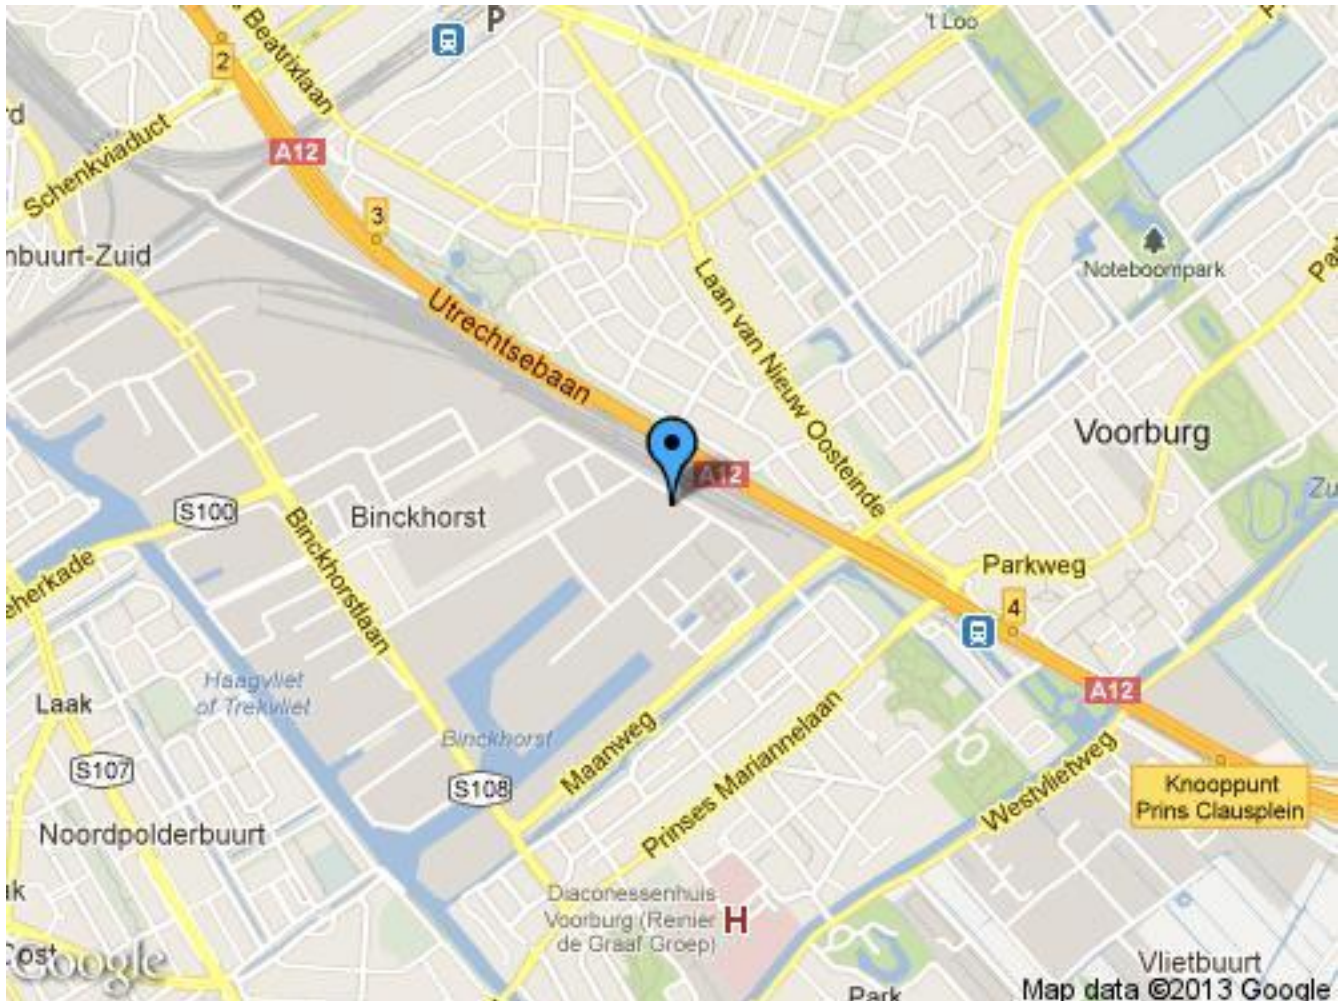 P
't Loo
Beatrixlaan
2
Schenkviaduct
A12
3
nbuurt-Zuid
Noteboompark
Laan van Nieuw Oosteinde
Utrechtsebaan
Voorburg
A12
S100
Binckhorst
Binckhorstlaan
Parkweg
4
Haagvliet
of Trekvliet
Laak
A12
Binckhorst
Maanweg
Prinses Mariannelaan
Westvlietweg
S107
S108
Knooppunt
Prins Clausplein
Noordpolderbuurt
Diaconessenhuis
Voorburg (Reinier
de Graaf Groep)
H
Google
Vlietbuurt
Park
Map data ©2013 Google